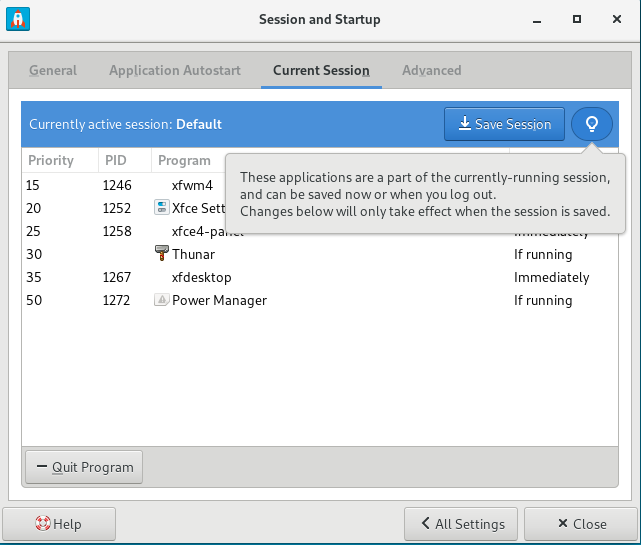 Session and Startup
General Application Autostart Current Session Advanced
Currently active session: Default
Save Session
Priority PID Program
These applications are a part of the currently-running session,
and can be saved now or when you log out.
Changes below will only take effect when the session is saved.
15 1246 xfwm4
20 1252 Xfce Sett
25 1258 xfce4-panel Immediately
30 Thunar If running
35 1267 xfdesktop Immediately
50 1272 Power Manager If running
Quit Program
Help All Settings Close